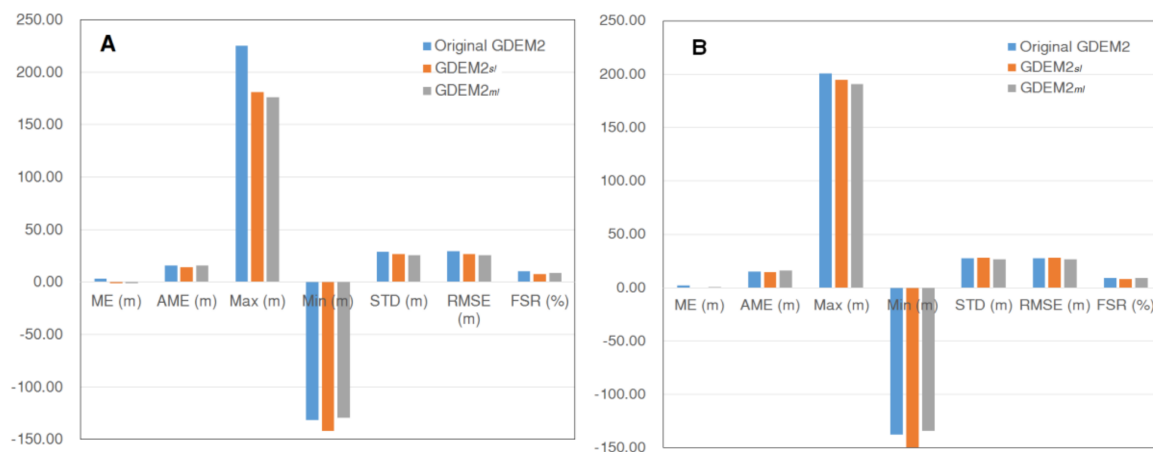 250.00
200.00
150.00
100.00
50.00
0.00
-50.00
-100.00
-150.00
A
Original GDEM2
GDEM2sl
GDEM2ml
ME (m) AME (m) Max (m) Min (m) STD (m) RMSE (m) FSR (%)
250.00
200.00
150.00
100.00
50.00
0.00
-50.00
-100.00
-150.00
B
Original GDEM2
GDEM2sl
GDEM2ml
ME (m) AME (m) Max (m) Min (m) STD (m) RMSE (m) FSR (%)